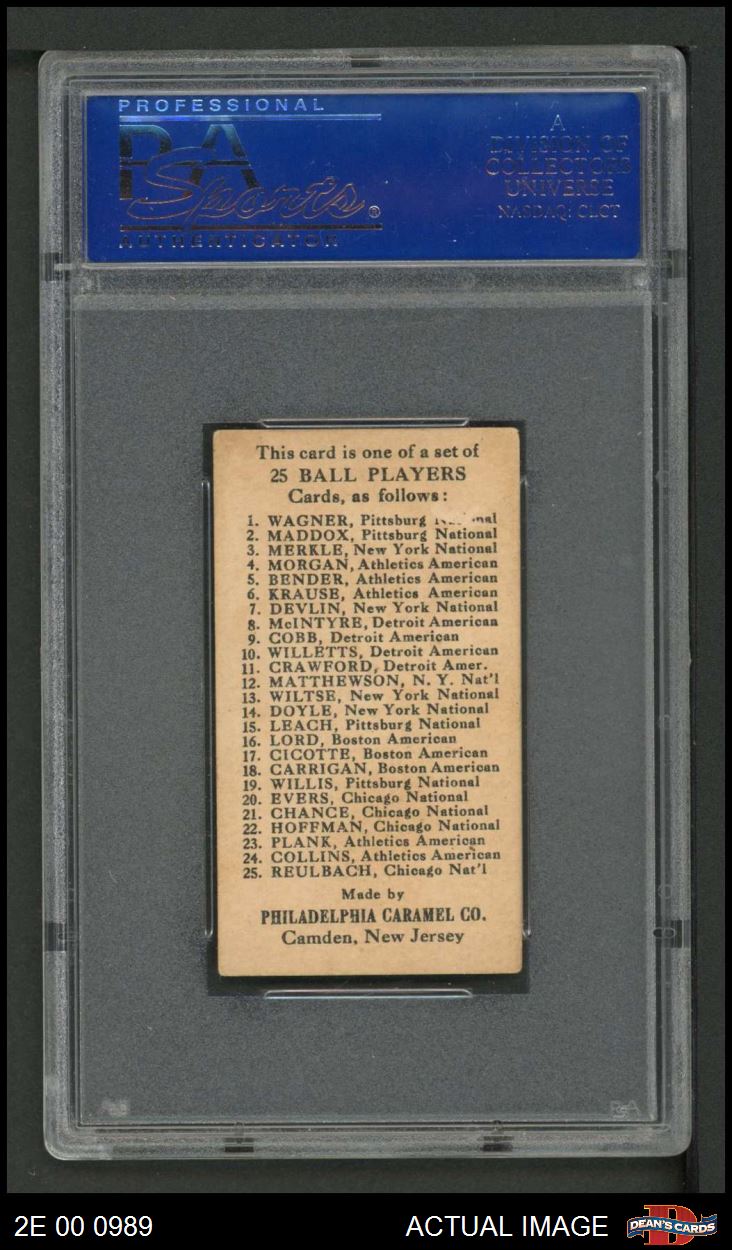 PROFESSIONAL
PSA
Sports®
AUTHENTICATOR
A
DIVISION OF
COLLECTORS
UNIVERSE
NASDAQ: CLCT
This card is one of a set of
25 BALL PLAYERS
Cards, as follows:
1. WAGNER, Pittsburg
2. MADDOX, Pittsburg National
3. MERKLE, New York National
4. MORGAN, Athletics American
5. BENDER, Athletics American
6. KRAUSE, Athletics American
7. DEVLIN, New York National
8. McINTYRE, Detroit American
9. COBB, Detroit American
10. WILLETTS, Detroit American
11. CRAWFORD, Detroit Amer.
12. MATTHEWSON, N. Y. Nat'l
13. WILTSE, New York National
14. DOYLE, New York National
15. LEACH, Pittsburg National
16. LORD, Boston American
17. CICOTTE, Boston American
18. CARRIGAN, Boston American
19. WILLIS, Pittsburg National
20. EVERS, Chicago National
21. CHANCE, Chicago National
22. HOFFMAN, Chicago National
23. PLANK, Athletics American
24. COLLINS, Athletics American
25. REULBACH, Chicago Nat'l
Made by
PHILADELPHIA CARAMEL CO.
Camden, New Jersey
2E 00 0989
ACTUAL IMAGE
DEAN'S CARDS